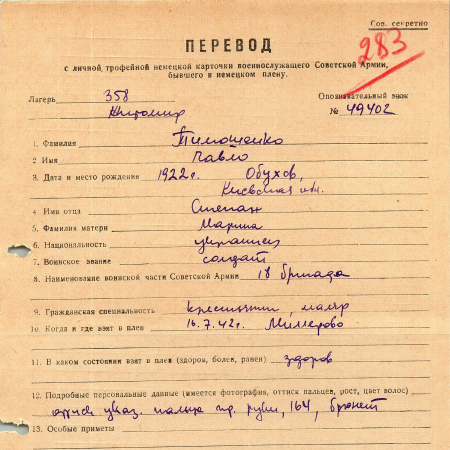 Сов. секретно
283
ПЕРЕВОД
с личной трофейной немецкой карточки военнослужащего Советской Армии,
бывшего в немецком плену.
Лагерь 358 Опознавательный знак
Житомир № 49402
1. Фамилия Тимошенко
2 Имя Павло
3. Дата и место рождения 1922г. Обухов,
Киевская обл.
4 Имя отца Степан
5. Фамилия матери Марина
6. Национальность украинец
7. Воинское звание солдат
8. Наименование воинской части Советской Армии 18 бригада
9. Гражданская специальность крестьянин, маляр
10. Когда и где взят в плен 16.7.42г. Миллерово
11. В каком состоянии взят в плен (здоров, болен, ранен) здоров
12. Подробные персональные данные (имеется фотография, оттиск пальцев, рост, цвет волос)
оттиск указ. пальца пр. руки, 164, брюнет
13. Особые приметы